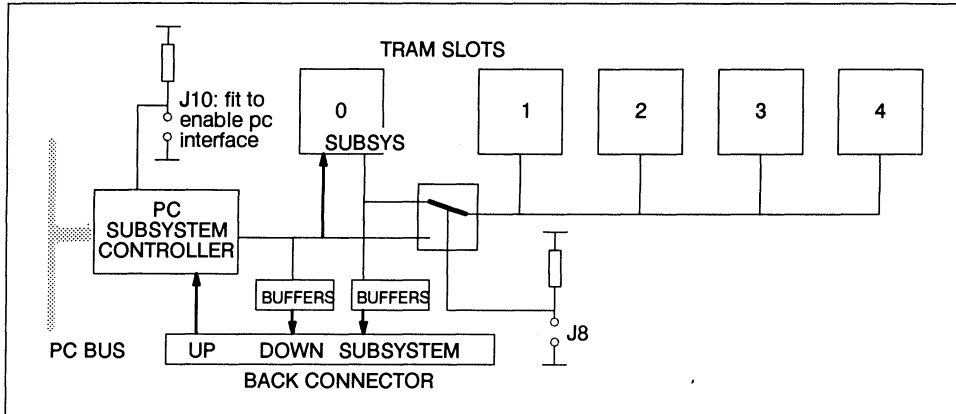 TRAM SLOTS
J10: fit to
enable pc
interface
0
SUBSYS
1
2
3
4
PC
SUBSYSTEM
CONTROLLER
BUFFERS
BUFFERS
J8
PC BUS
UP
DOWN
SUBSYSTEM
BACK CONNECTOR